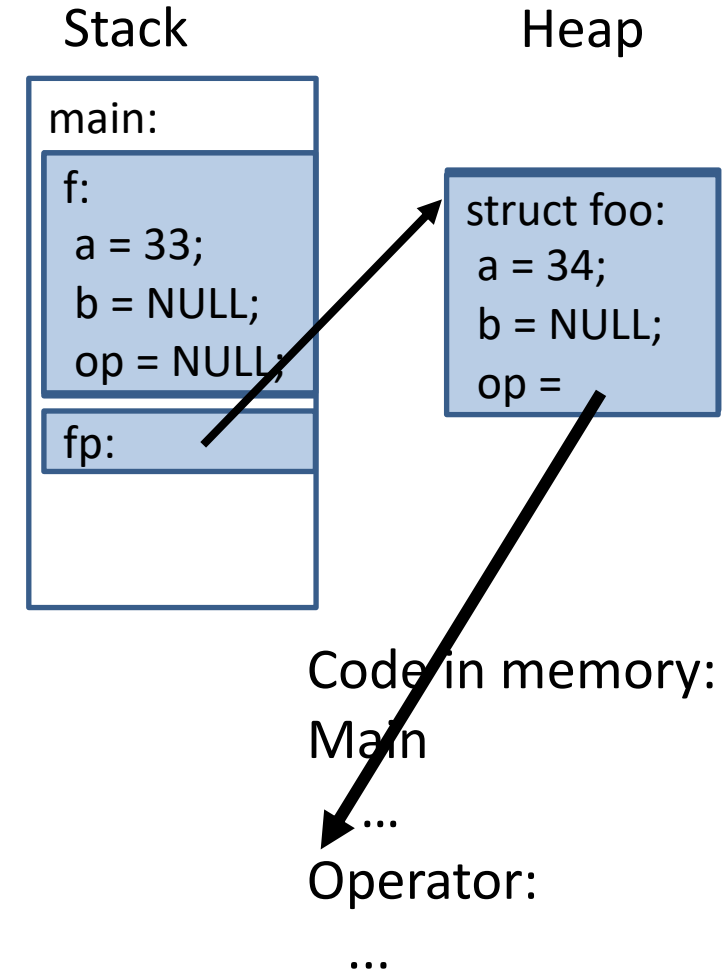 Stack
Heap
main:
f:
a = 33;
b = NULL;
op = NULL;
fp:
struct foo:
a = 34;
b = NULL;
op =
Code in memory:
Main
...
Operator:
...